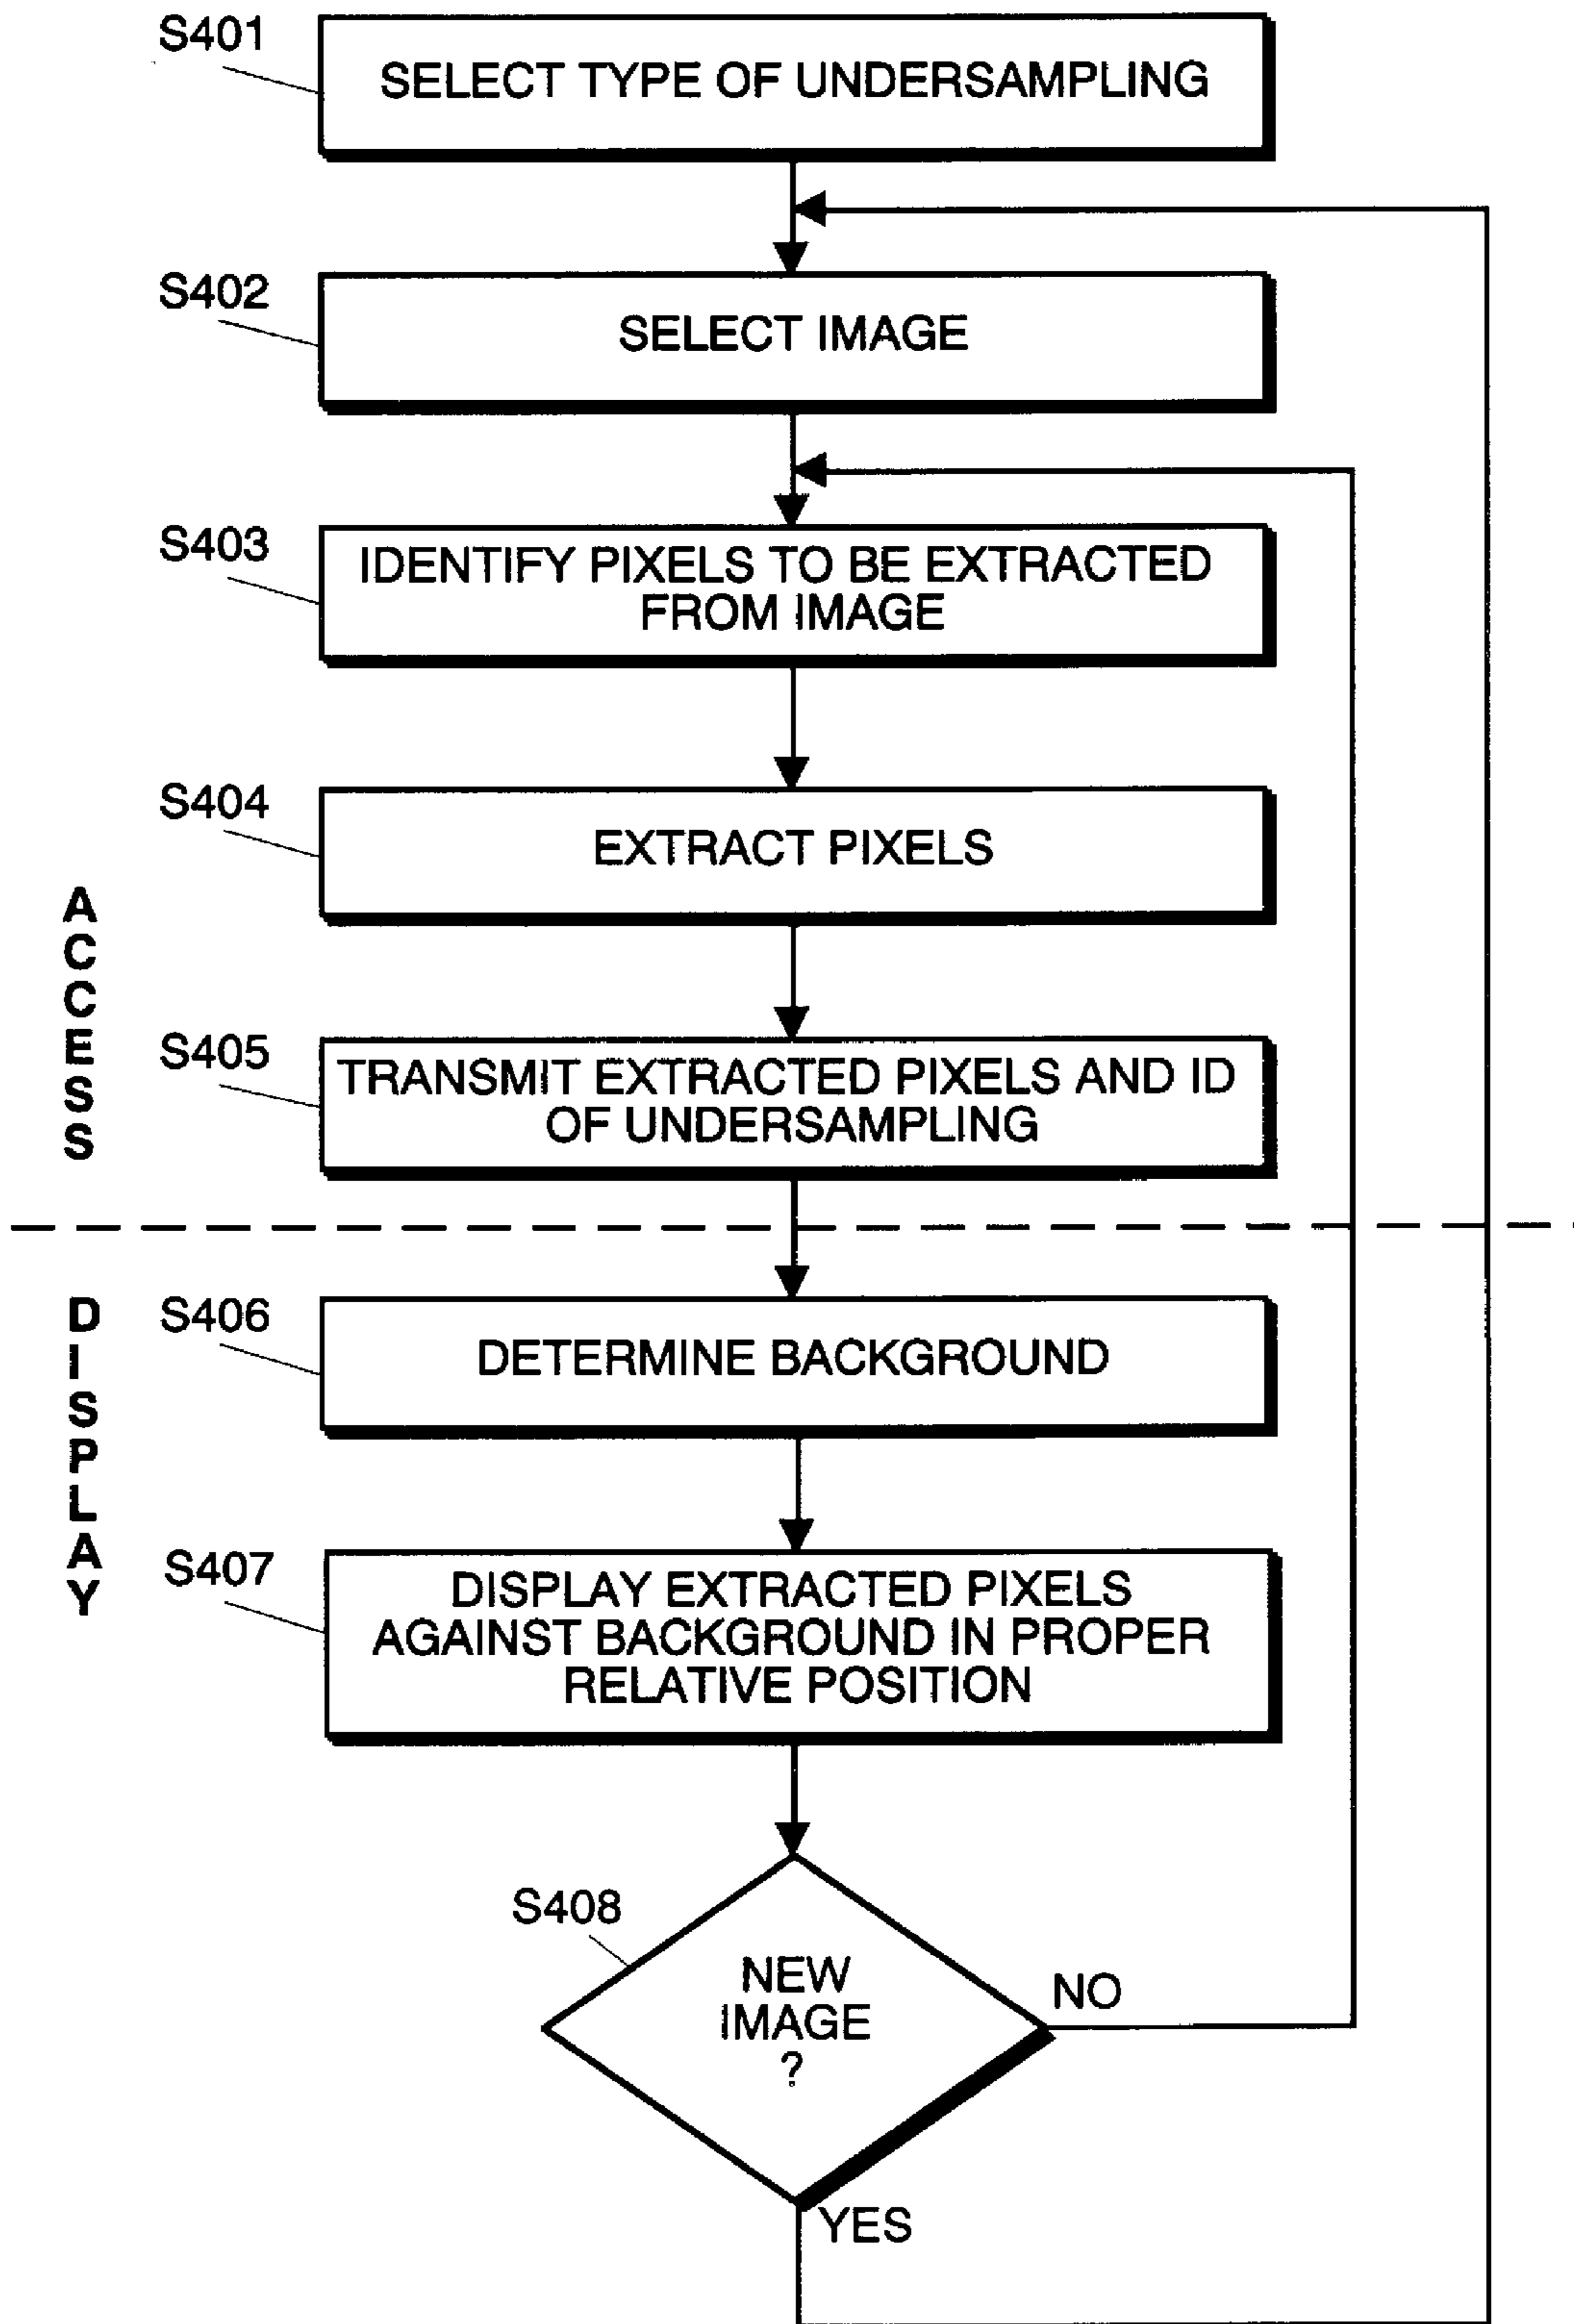 S401
SELECT TYPE OF UNDERSAMPLING
S402
SELECT IMAGE
S403
IDENTIFY PIXELS TO BE EXTRACTED
FROM IMAGE
S404
EXTRACT PIXELS
ACCESS
S405
TRANSMIT EXTRACTED PIXELS AND ID
OF UNDERSAMPLING
DISPLAY
S406
DETERMINE BACKGROUND
S407
DISPLAY EXTRACTED PIXELS
AGAINST BACKGROUND IN PROPER
RELATIVE POSITION
S408
NEW
IMAGE
?
NO
YES